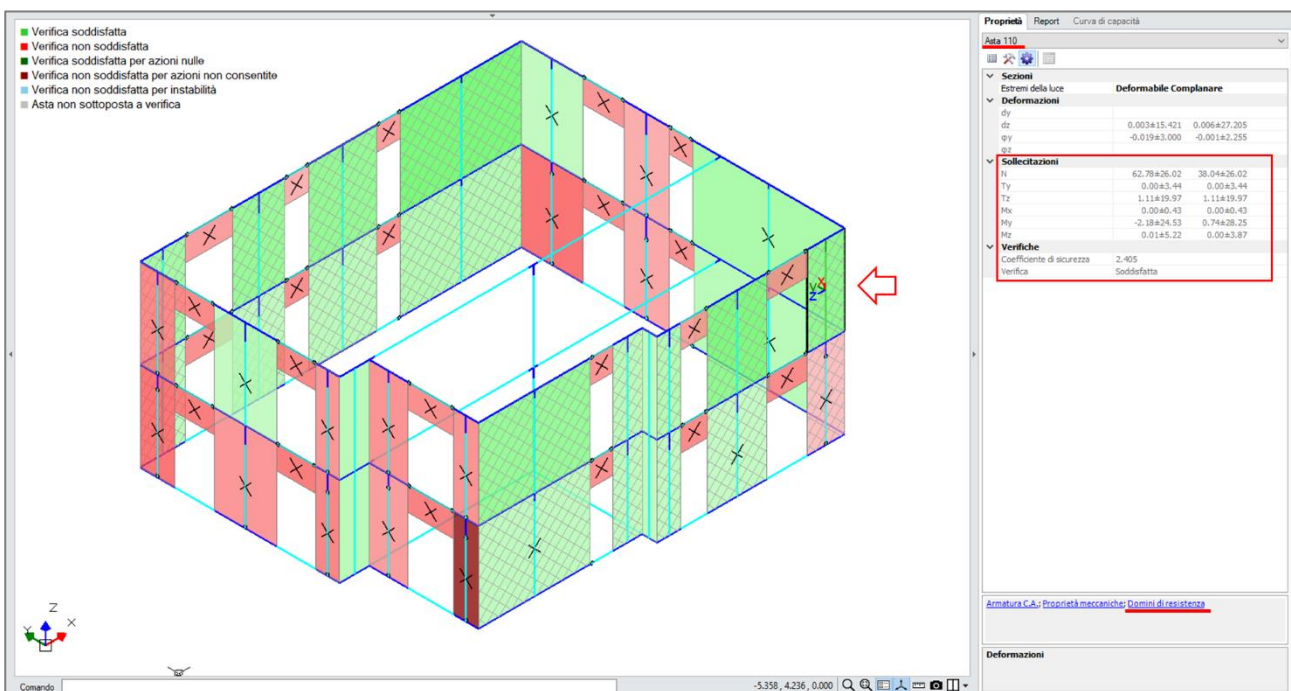 Verifica soddisfatta
Verifica non soddisfatta
Verifica soddisfatta per azioni nulle
Verifica non soddisfatta per azioni non consentite
Verifica non soddisfatta per instabilità
Asta non sottoposta a verifica
Proprietà Report Curva di capacità
Asta 110
Sezioni
Estremi della luce Deformabile Complanare
Deformazioni
dy
dz 0.003±15.421 0.006±27.205
φy -0.019±3.000 -0.001±2.255
φz
Sollecitazioni
N 62.78±26.02 38.04±26.02
Ty 0.00±3.44 0.00±3.44
Tz 1.11±19.97 1.11±19.97
Mx 0.00±0.43 0.00±0.43
My -2.18±24.53 0.74±28.25
Mz 0.01±5.22 0.00±3.87
Verifiche
Coefficiente di sicurezza 2.405
Verifica Soddisfatta
x
y
z
Z
Y
X
Armatura C.A.; Proprietà meccaniche; Domini di resistenza
Deformazioni
Comando
-5.358 , 4.236 , 0.000